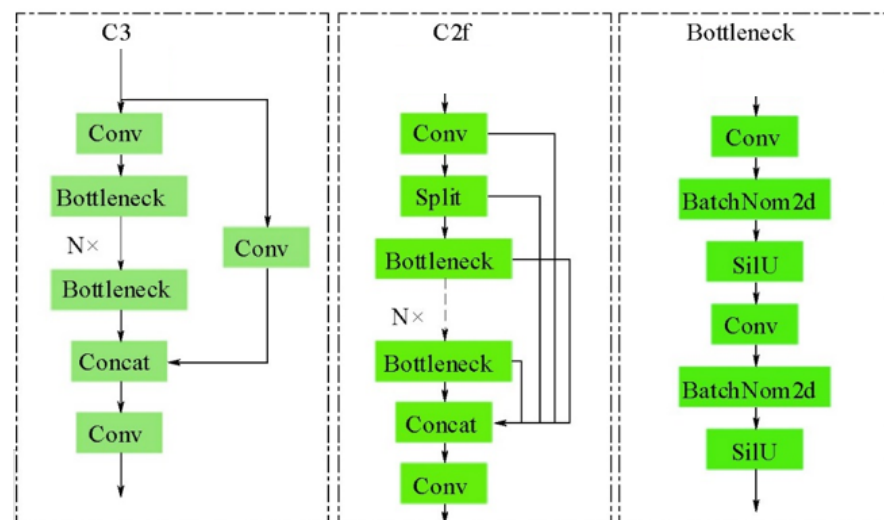 C3
Conv
Bottleneck
N×
Conv
Bottleneck
Concat
Conv
C2f
Conv
Split
Bottleneck
N×
Bottleneck
Concat
Conv
Bottleneck
Conv
BatchNom2d
SilU
Conv
BatchNom2d
SilU